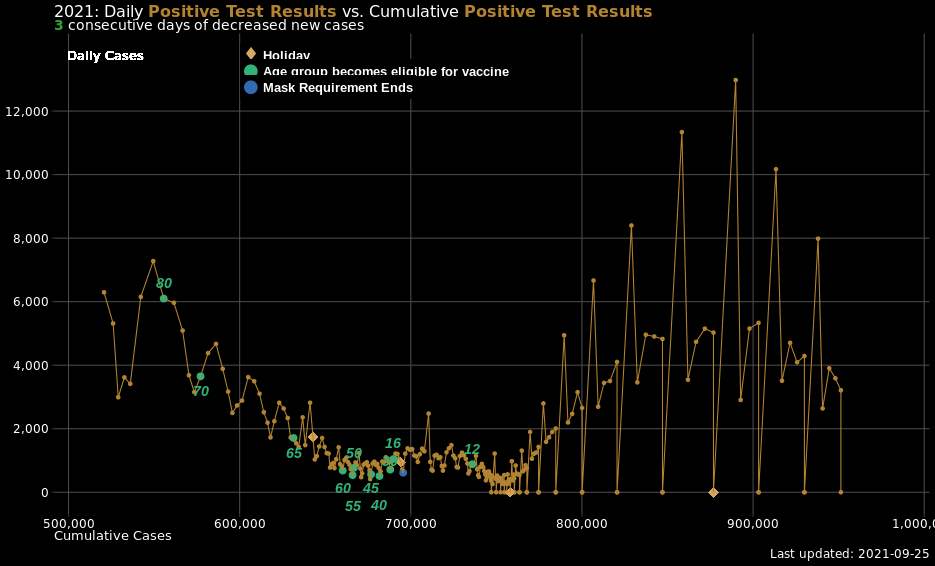 2021: Daily Positive Test Results vs. Cumulative Positive Test Results
3 consecutive days of decreased new cases
Daily Cases
Holiday
Age group becomes eligible for vaccine
Mask Requirement Ends
12,000
10,000
8,000
6,000
4,000
2,000
0
80
70
65
60
50
55
45
40
16
12
500,000
600,000
700,000
800,000
900,000
1,000,0
Cumulative Cases
Last updated: 2021-09-25